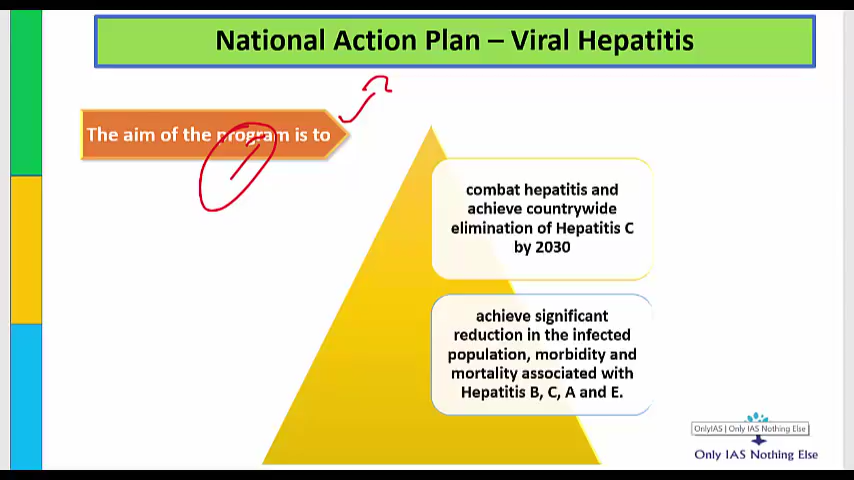 National Action Plan – Viral Hepatitis
The aim of the program is to
combat hepatitis and
achieve countrywide
elimination of Hepatitis C
by 2030
achieve significant
reduction in the infected
population, morbidity and
mortality associated with
Hepatitis B, C, A and E.
OnlyIAS | Only IAS Nothing Else
Only IAS Nothing Else